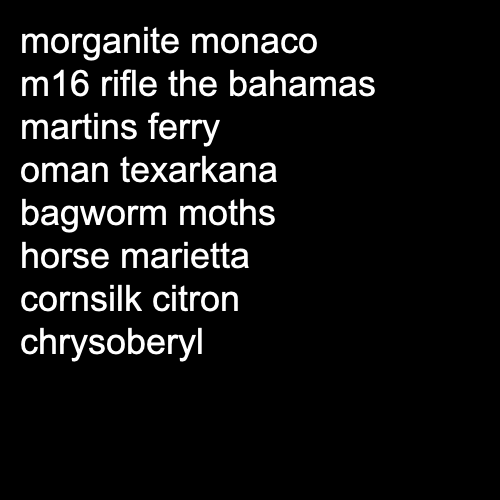 morganite monaco
m16 rifle the bahamas
martins ferry
oman texarkana
bagworm moths
horse marietta
cornsilk citron
chrysoberyl